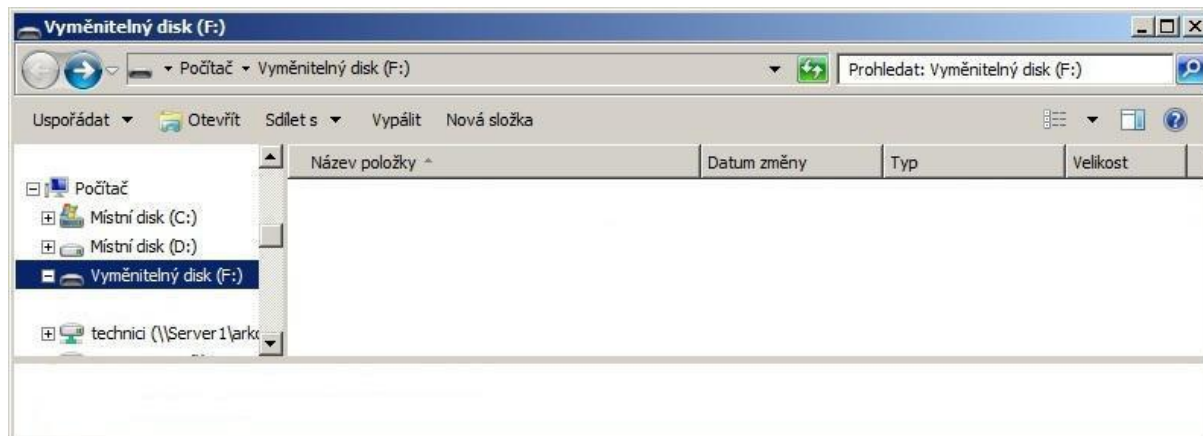 Vyměnitelný disk (F:)
Počítač Vyměnitelný disk (F:)
Prohledat: Vyměnitelný disk (F:)
Uspořádat Otevřít Sdílet s Vypálit Nová složka
Název položky Datum změny Typ Velikost
Počítač
Místní disk (C:)
Místní disk (D:)
Vyměnitelný disk (F:)
technici (\\Server1\arkc